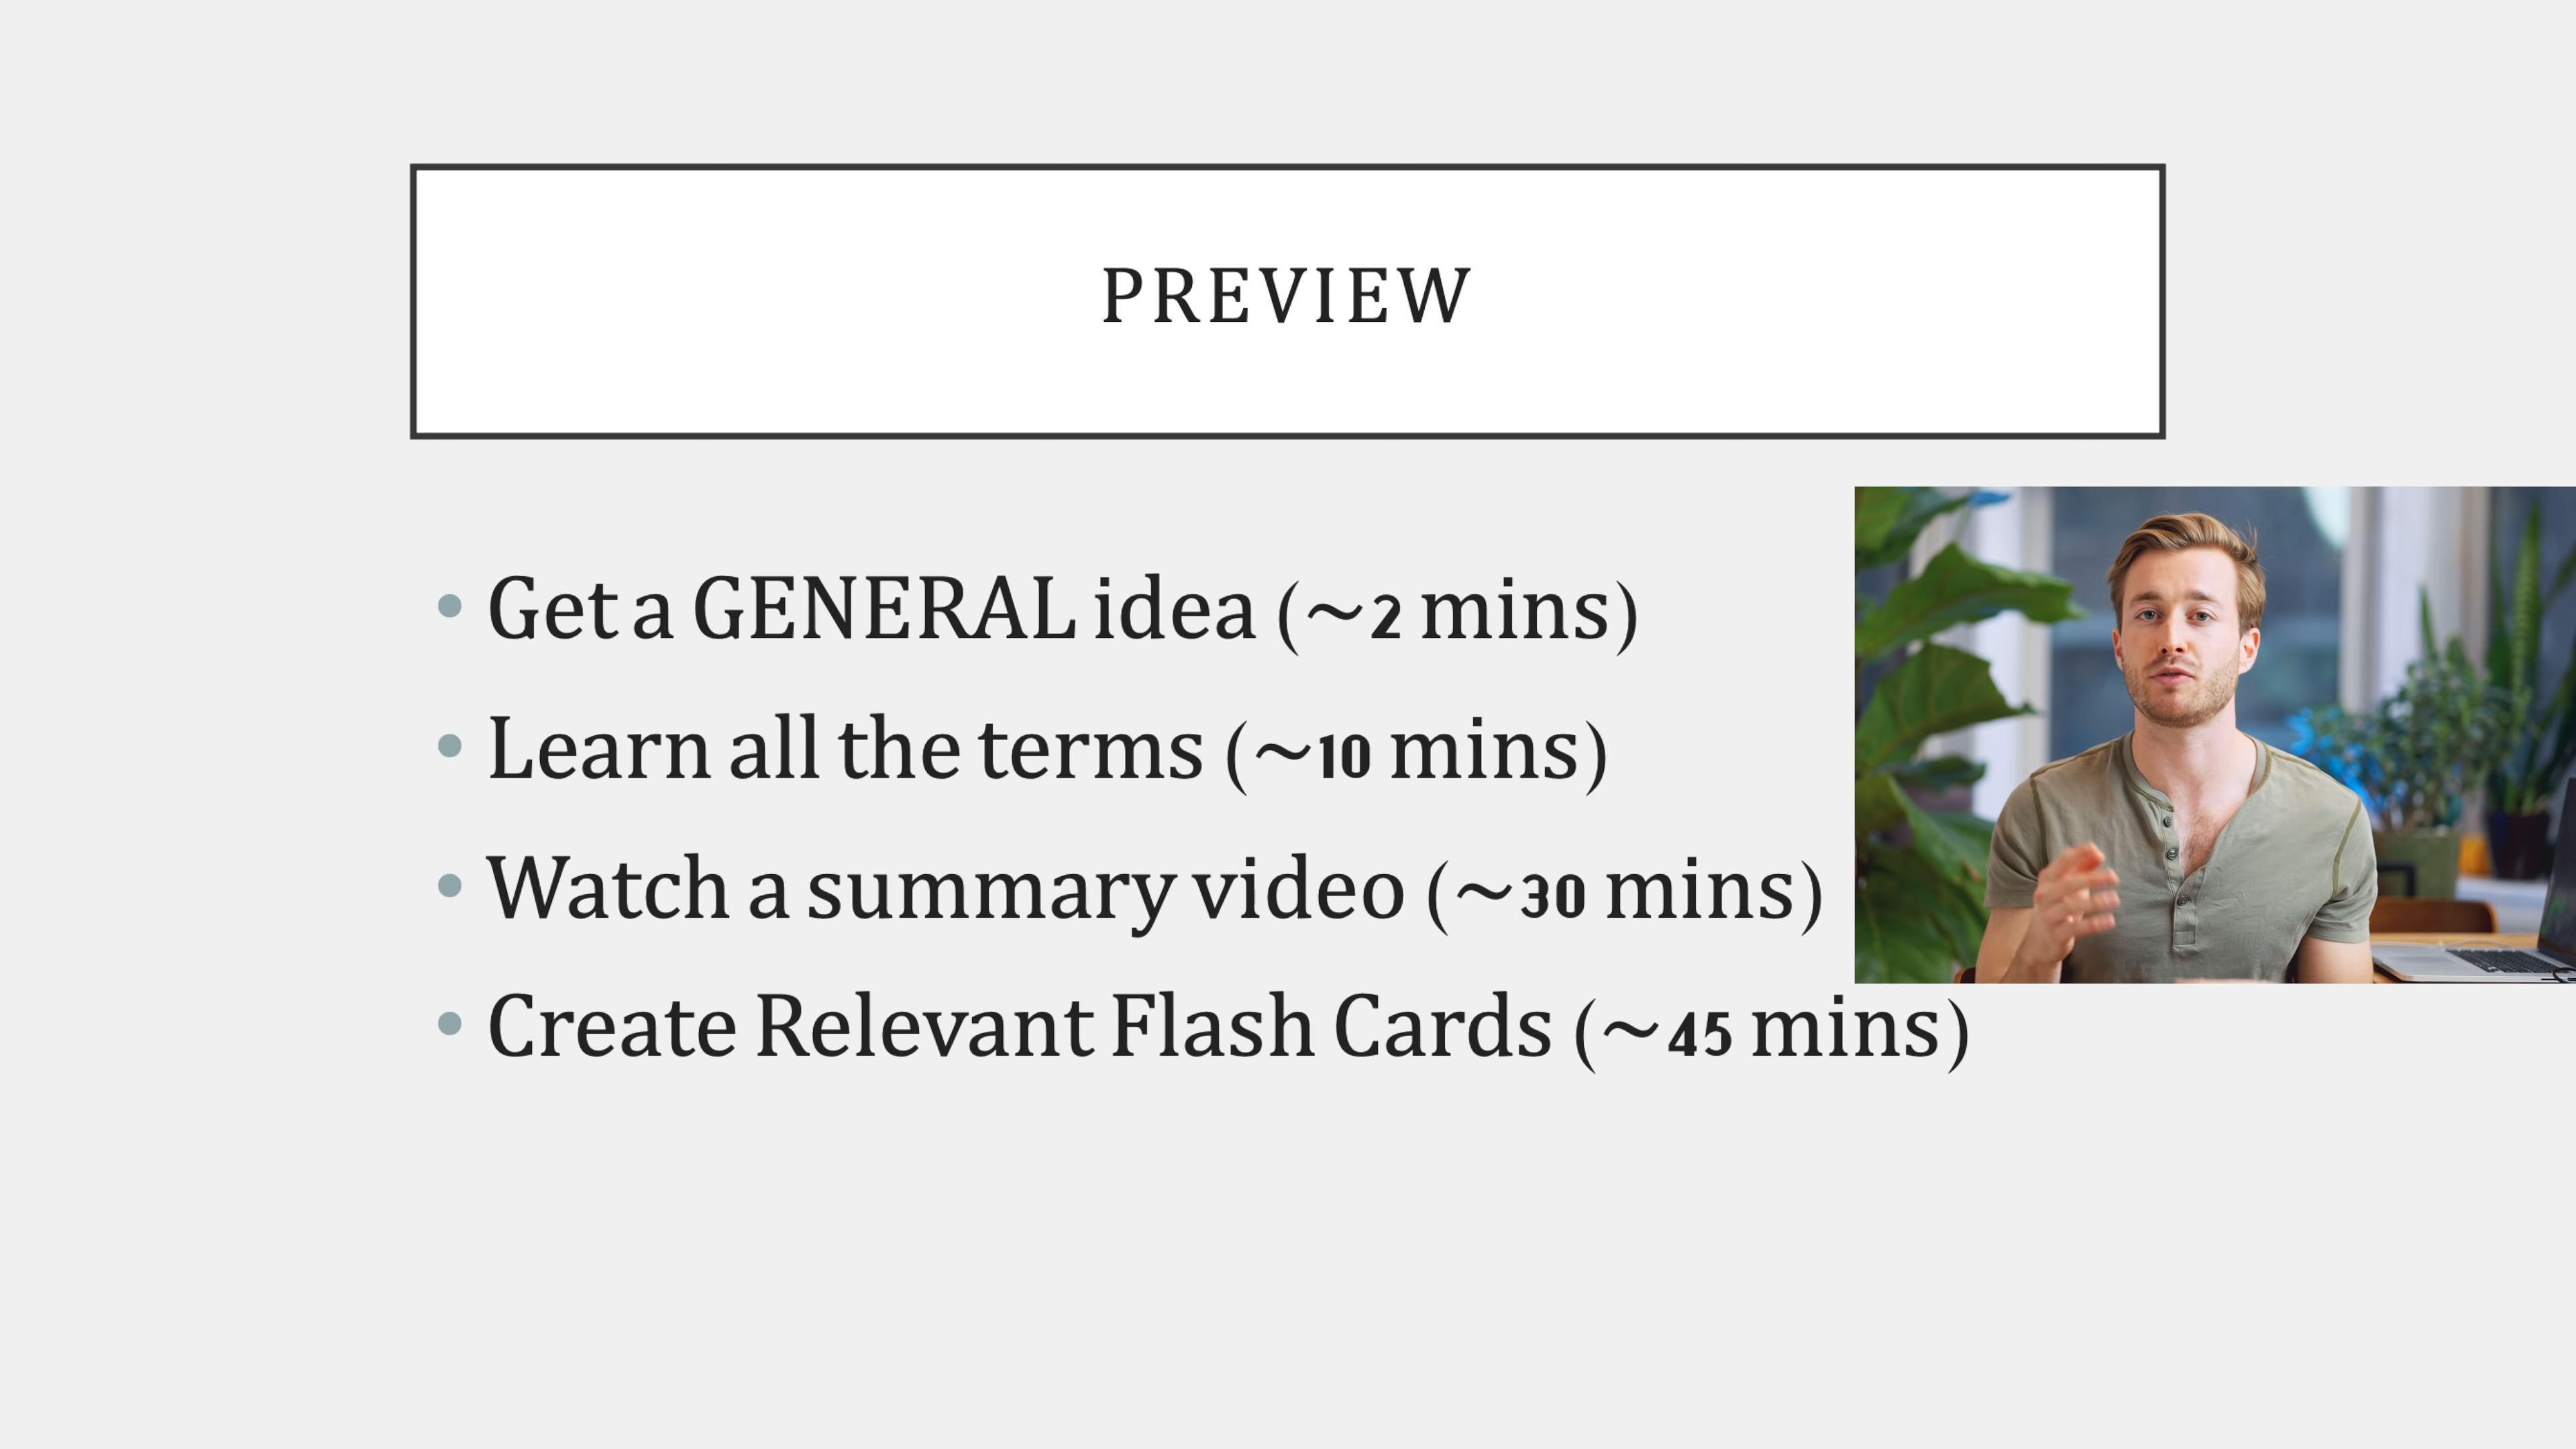 PREVIEW
• Get a GENERAL idea (~2 mins)
• Learn all the terms (~10 mins)
• Watch a summary video (~30 mins)
• Create Relevant Flash Cards (~45 mins)